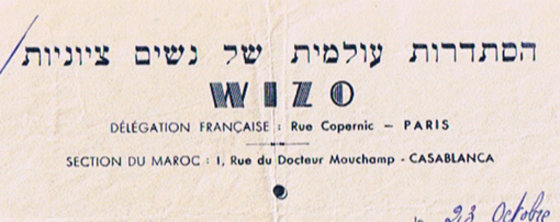 הסתדרות עולמית של נשים ציוניות
WIZO
DÉLÉGATION FRANÇAISE : Rue Copernic — PARIS
SECTION DU MAROC : 1, Rue du Docteur Mouchamp - CASABLANCA
le 23 Octobre